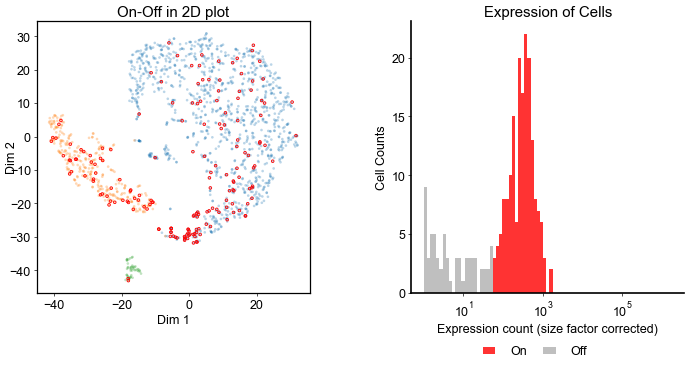 On-Off in 2D plot
30
20
10
0
−10
−20
−30
−40
Dim 2
−40 −20 0 20
Dim 1
Expression of Cells
20
15
10
5
0
Cell Counts
10^1 10^3 10^5
Expression count (size factor corrected)
On Off